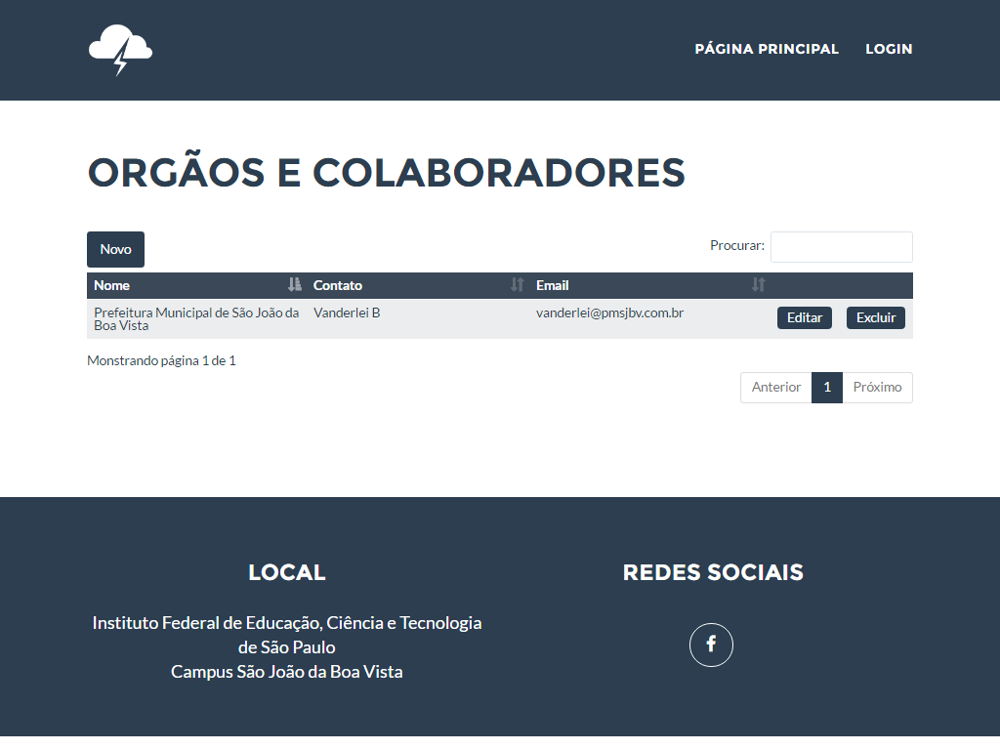 PÁGINA PRINCIPAL LOGIN
ORGÃOS E COLABORADORES
Novo Procurar:
Nome Contato Email
Prefeitura Municipal de São João da Vanderlei B vanderlei@pmsjbv.com.br Editar Excluir
Boa Vista
Monstrando página 1 de 1
Anterior 1 Próximo
LOCAL
Instituto Federal de Educação, Ciência e Tecnologia
de São Paulo
Campus São João da Boa Vista
REDES SOCIAIS